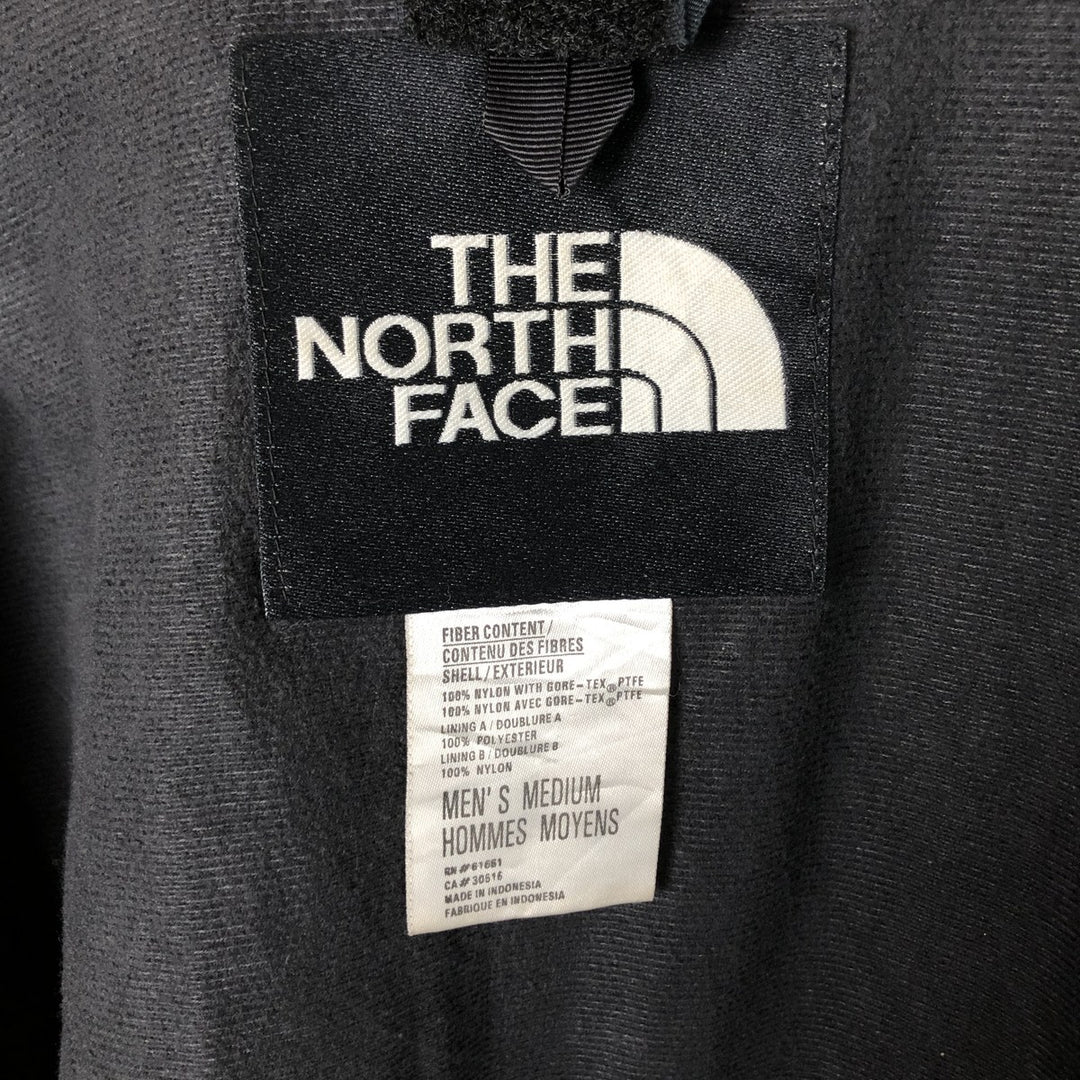 THE
NORTH
FACE
FIBER CONTENT/
CONTENU DES FIBRES
SHELL/EXTERIEUR
100% NYLON WITH GORE-TEX®PTFE
100% NYLON AVEC GORE-TEX®PTFE
LINING A/DOUBLURE A
100% POLYESTER
LINING B/DOUBLURE B
100% NYLON
MEN'S MEDIUM
HOMMES MOYENS
RN#61661
CA#30516
MADE IN INDONESIA
FABRIQUE EN INDONESIA